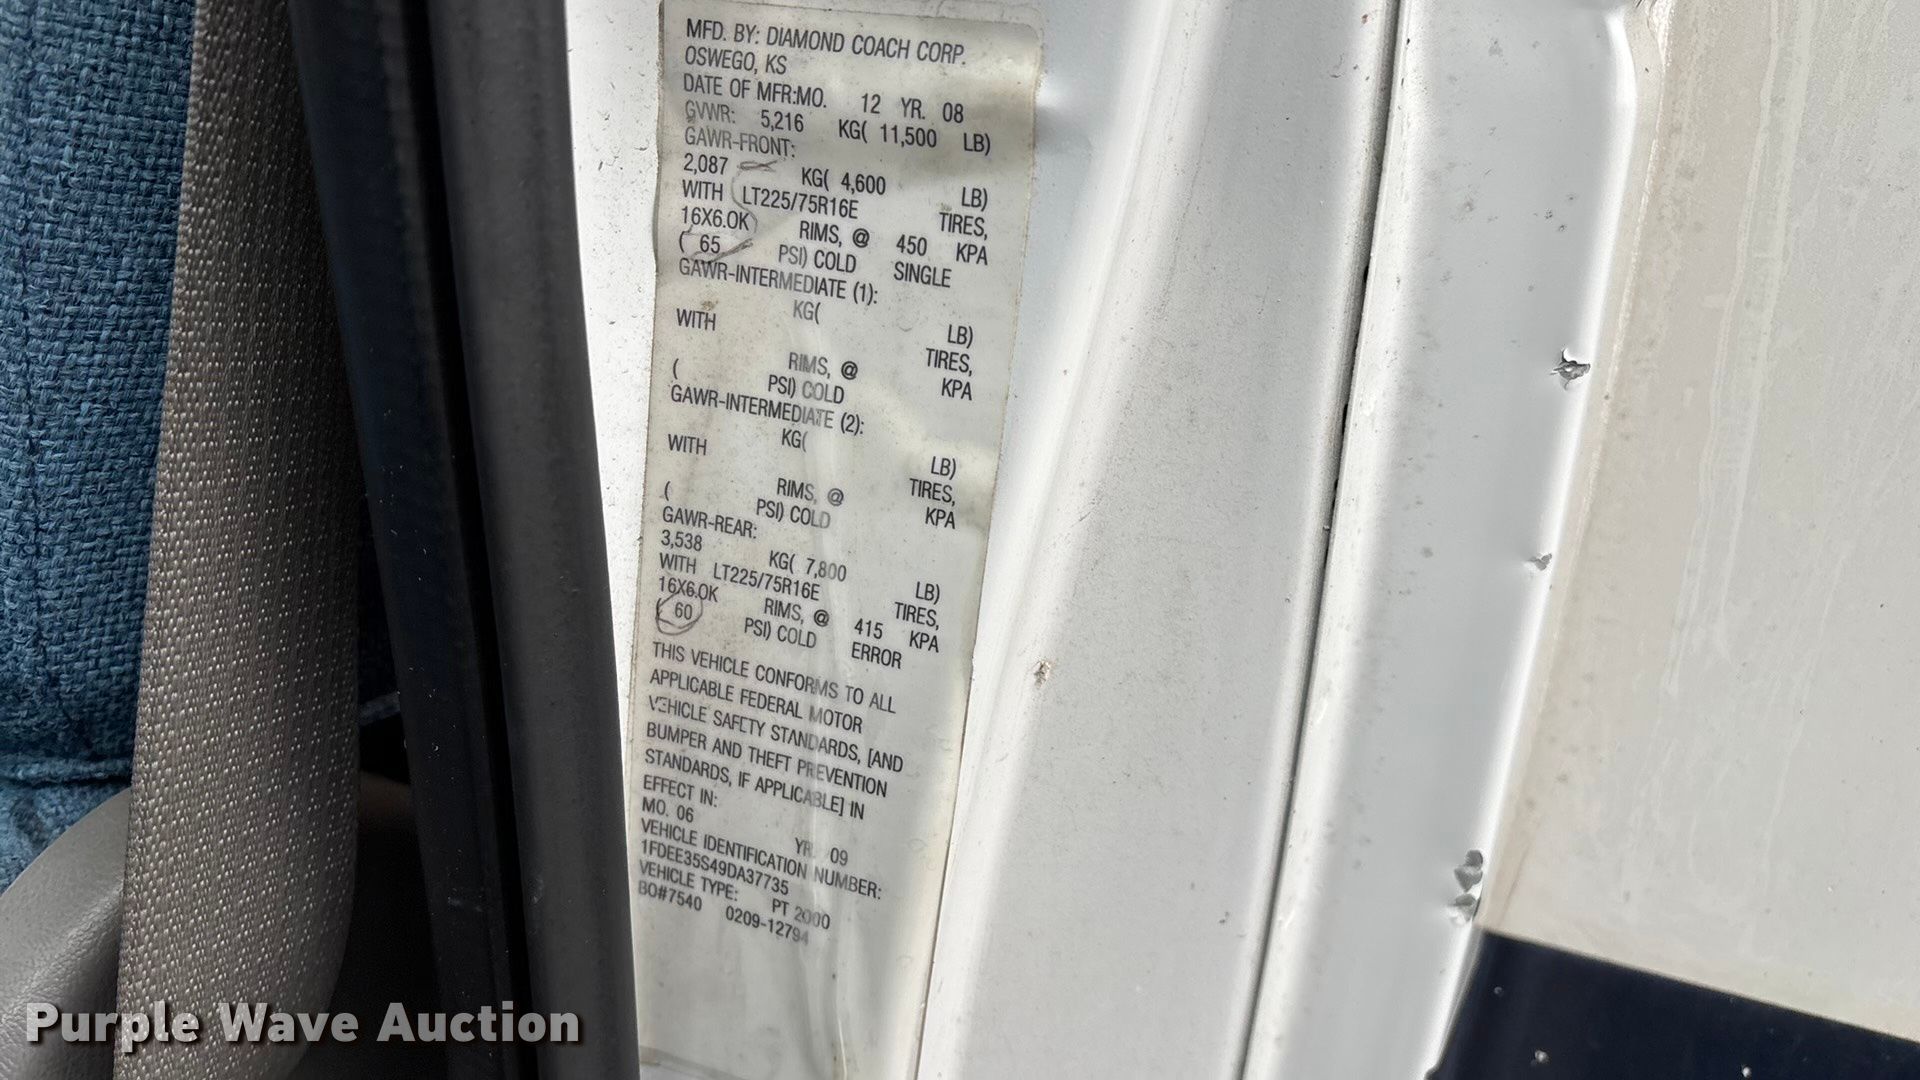 MFD. BY: DIAMOND COACH CORP.
OSWEGO, KS
DATE OF MFR:MO. 12 YR. 08
GVWR: 5,216 KG( 11,500 LB)
GAWR-FRONT:
2,087 KG( 4,600 LB)
WITH LT225/75R16E TIRES,
16X6.0K RIMS, @ 450 KPA
( 65 PSI) COLD SINGLE
GAWR-INTERMEDIATE (1):
KG( LB)
WITH TIRES,
RIMS, @ KPA
( PSI) COLD
GAWR-INTERMEDIATE (2):
KG( LB)
WITH TIRES,
RIMS, @ KPA
( PSI) COLD
GAWR-REAR:
3,538 KG( 7,800 LB)
WITH LT225/75R16E TIRES,
16X6.0K RIMS, @ 415 KPA
( 60 PSI) COLD ERROR
THIS VEHICLE CONFORMS TO ALL
APPLICABLE FEDERAL MOTOR
VEHICLE SAFETY STANDARDS, [AND
BUMPER AND THEFT PREVENTION
STANDARDS, IF APPLICABLE] IN
EFFECT IN:
MO. 06 YR. 09
VEHICLE IDENTIFICATION NUMBER:
1FDEE35S49DA37735
VEHICLE TYPE: PT 2000
BO#7540 0209-12794
Purple Wave Auction